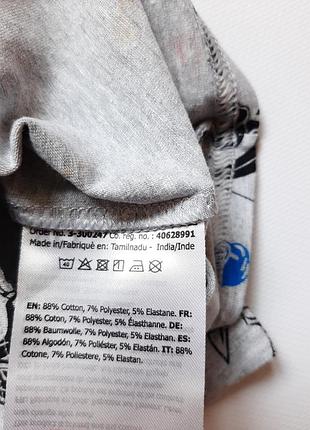 Order No. 3-300247 Co. reg. no.: 40628991
Made in/Fabriqué en: Tamilnadu - India/Inde
40
EN: 88% Cotton, 7% Polyester, 5% Elastane. FR:
88% Coton, 7% Polyester, 5% Élasthanne. DE:
88% Baumwolle, 7% Polyester, 5% Elasthan. ES:
88% Algodón, 7% Poliéster, 5% Elastán. IT: 88%
Cotone, 7% Poliestere, 5% Elastan.